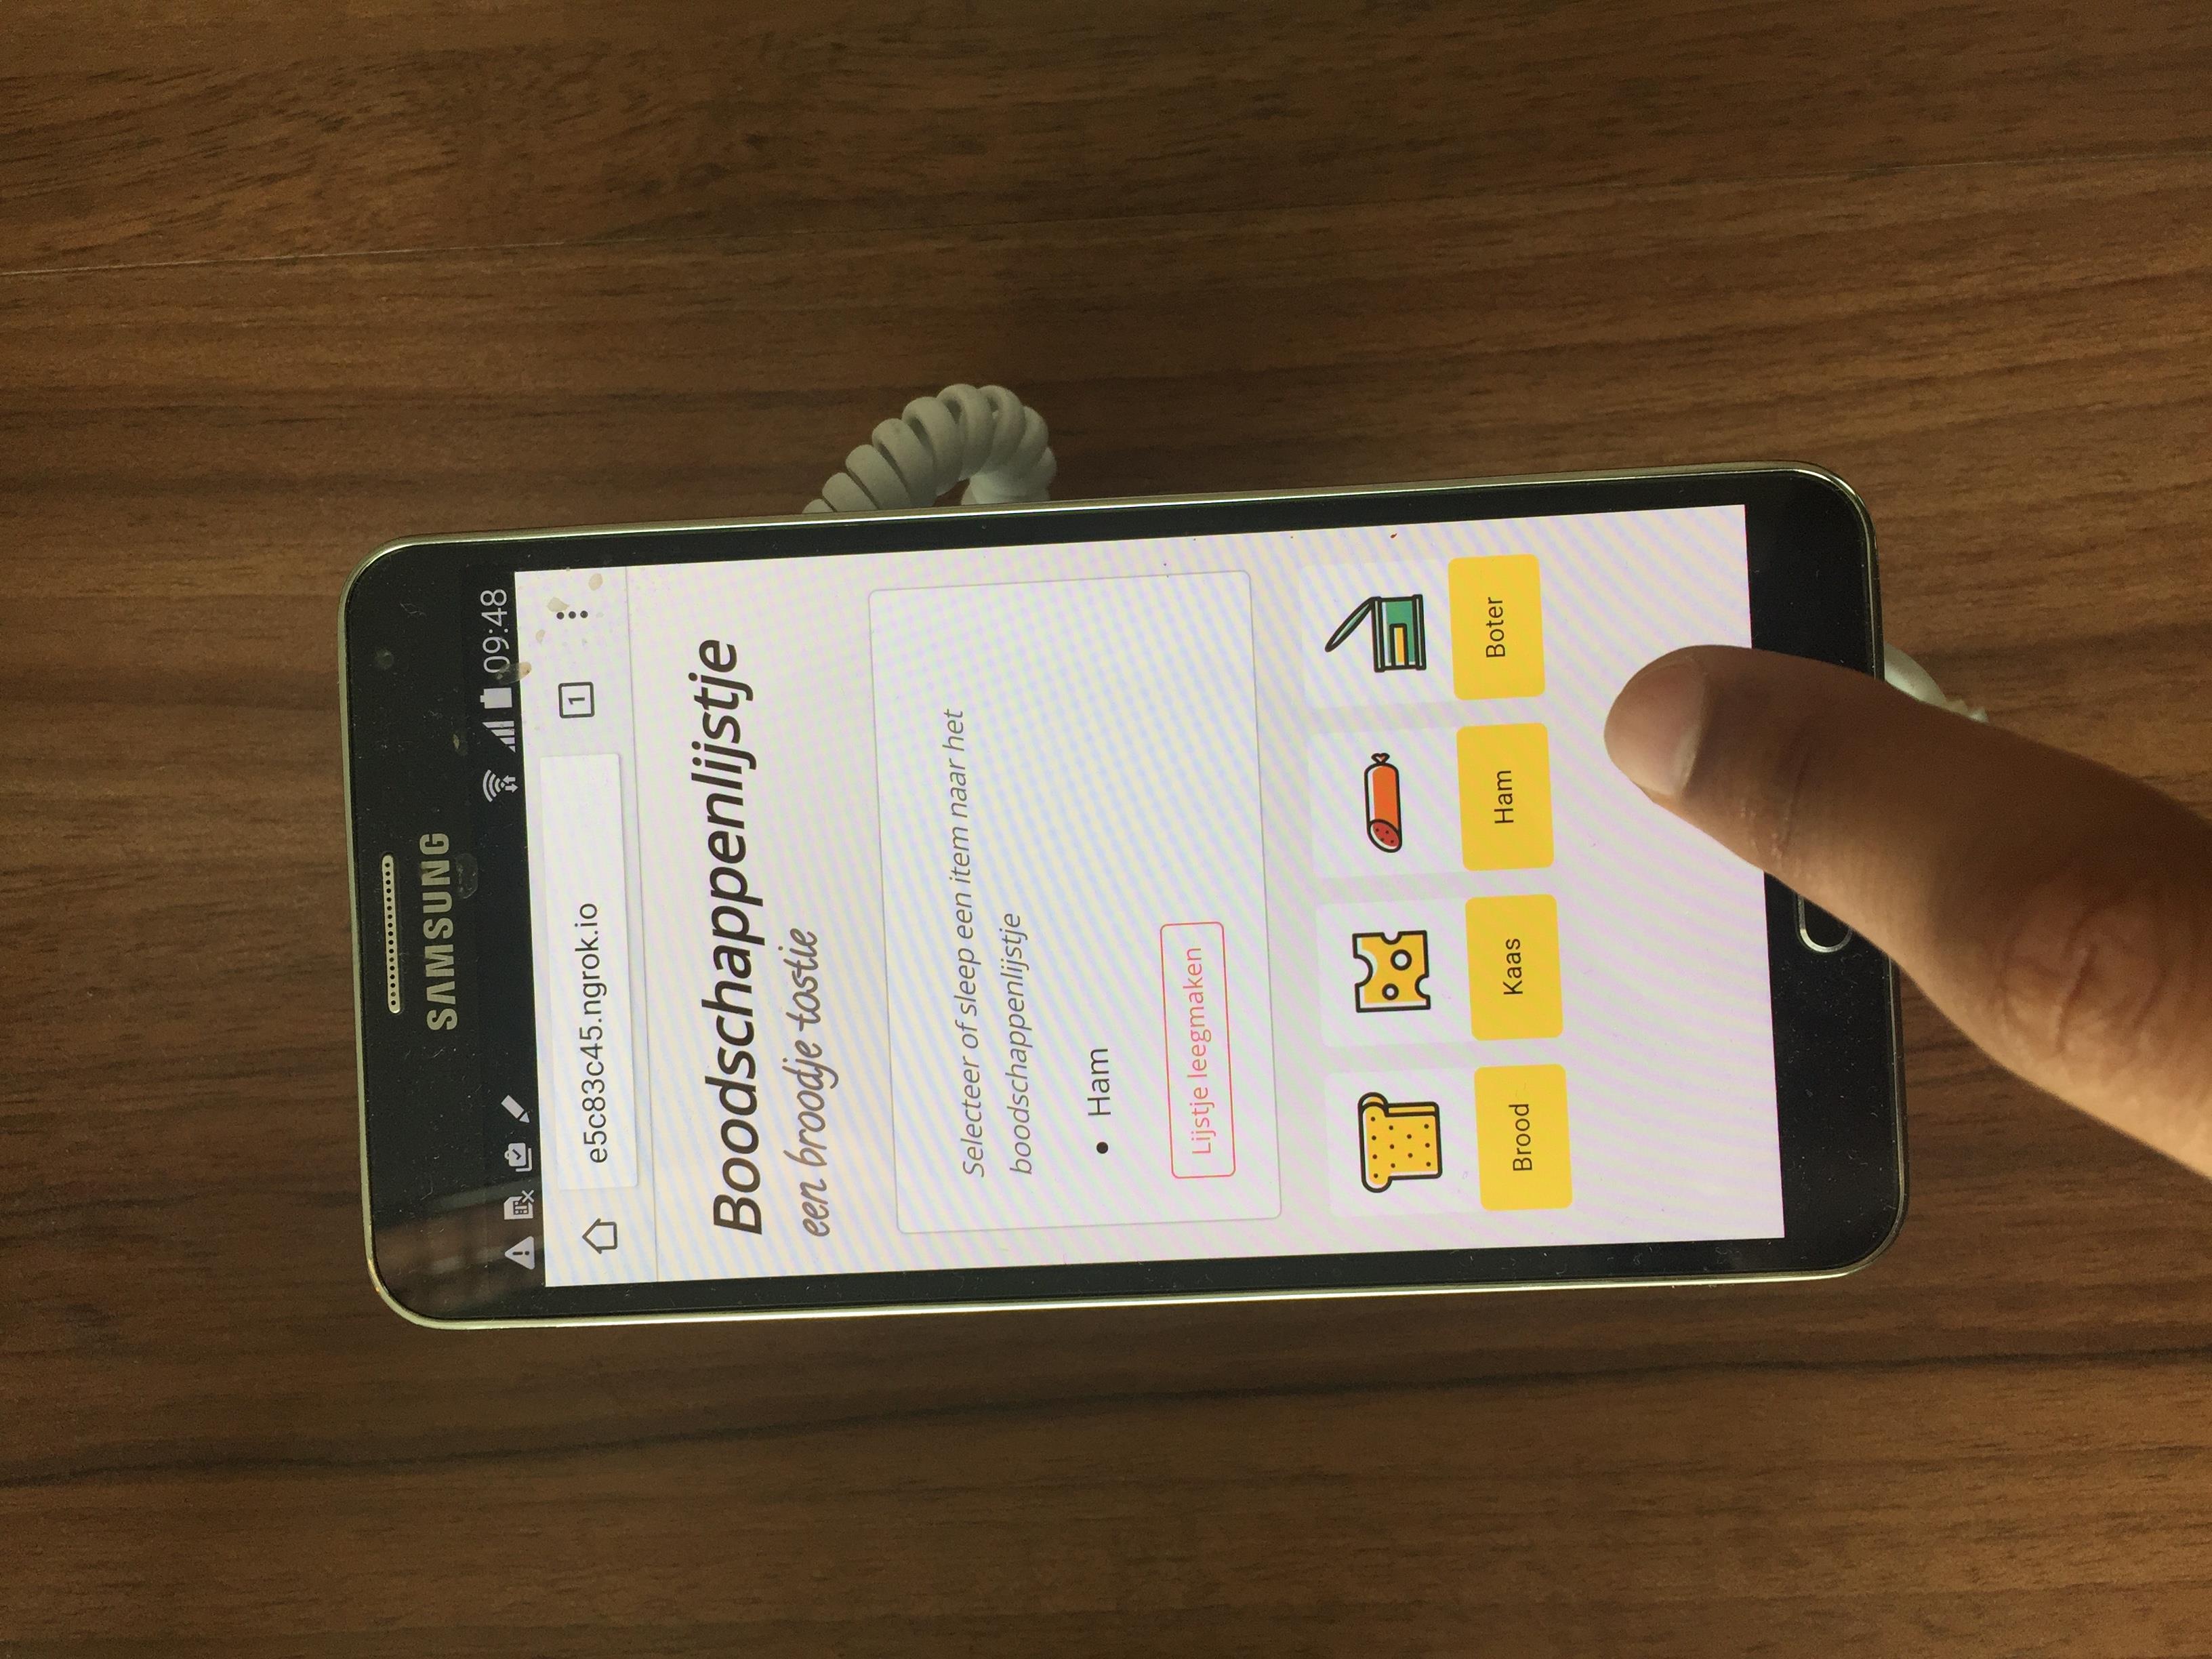 SAMSUNG
09:48
e5c83c45.ngrok.io
1
Boodschappenlijstje
een broodje tostie
Selecteer of sleep een item naar het
boodschappenlijstje
• Ham
Lijstje leegmaken
Brood
Kaas
Ham
Boter